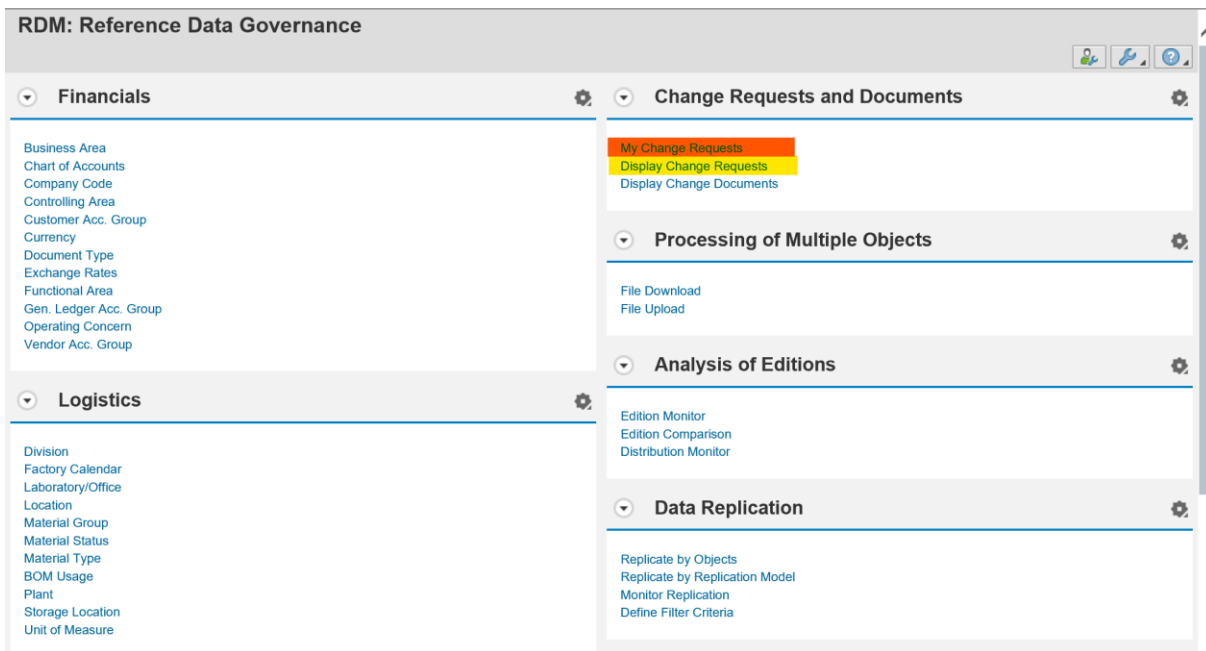 RDM: Reference Data Governance
Financials
Business Area
Chart of Accounts
Company Code
Controlling Area
Customer Acc. Group
Currency
Document Type
Exchange Rates
Functional Area
Gen. Ledger Acc. Group
Operating Concern
Vendor Acc. Group
Logistics
Division
Factory Calendar
Laboratory/Office
Location
Material Group
Material Status
Material Type
BOM Usage
Plant
Storage Location
Unit of Measure
Change Requests and Documents
My Change Requests
Display Change Requests
Display Change Documents
Processing of Multiple Objects
File Download
File Upload
Analysis of Editions
Edition Monitor
Edition Comparison
Distribution Monitor
Data Replication
Replicate by Objects
Replicate by Replication Model
Monitor Replication
Define Filter Criteria